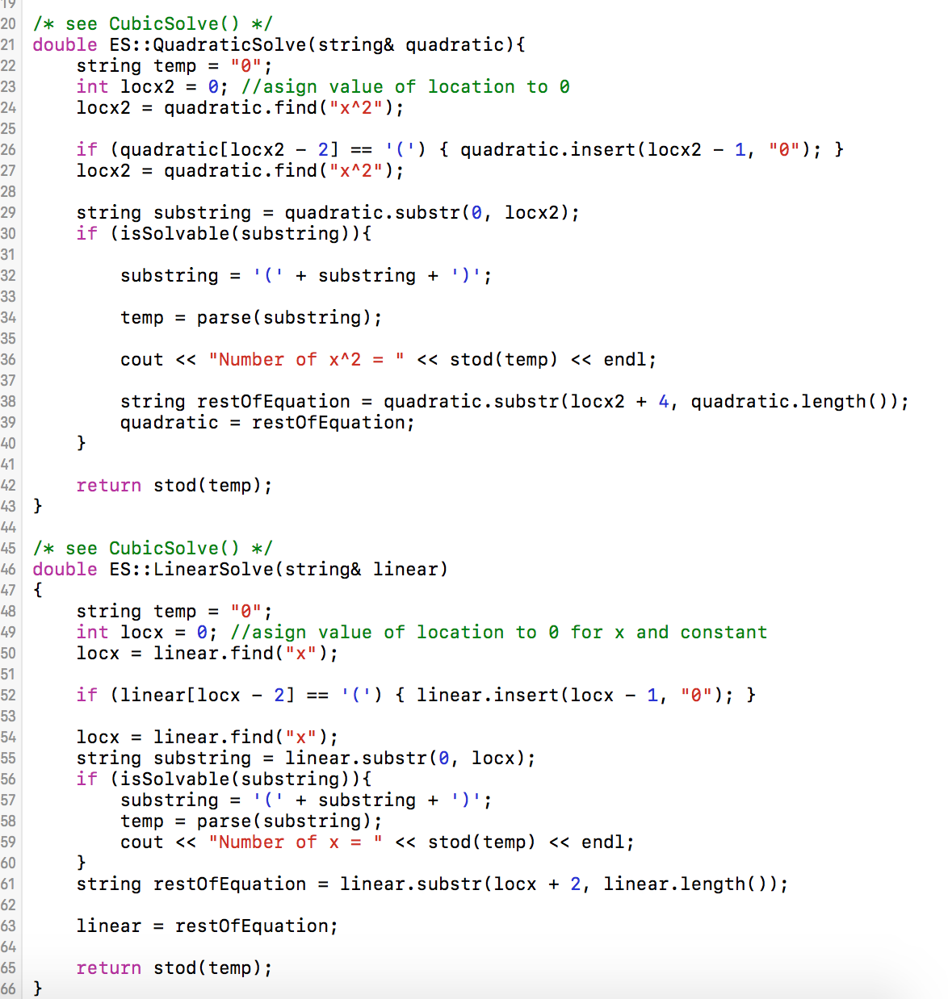 19
20 /* see CubicSolve() */
21 double ES::QuadraticSolve(string& quadratic){
22     string temp = "0";
23     int locx2 = 0; //asign value of location to 0
24     locx2 = quadratic.find("x^2");
25
26     if (quadratic[locx2 - 2] == '(') { quadratic.insert(locx2 - 1, "0"); }
27     locx2 = quadratic.find("x^2");
28
29     string substring = quadratic.substr(0, locx2);
30     if (isSolvable(substring)){
31
32         substring = '(' + substring + ')';
33
34         temp = parse(substring);
35
36         cout << "Number of x^2 = " << stod(temp) << endl;
37
38         string restOfEquation = quadratic.substr(locx2 + 4, quadratic.length());
39         quadratic = restOfEquation;
40     }
41
42     return stod(temp);
43 }
44
45 /* see CubicSolve() */
46 double ES::LinearSolve(string& linear)
47 {
48     string temp = "0";
49     int locx = 0; //asign value of location to 0 for x and constant
50     locx = linear.find("x");
51
52     if (linear[locx - 2] == '(') { linear.insert(locx - 1, "0"); }
53
54     locx = linear.find("x");
55     string substring = linear.substr(0, locx);
56     if (isSolvable(substring)){
57         substring = '(' + substring + ')';
58         temp = parse(substring);
59         cout << "Number of x = " << stod(temp) << endl;
60     }
61     string restOfEquation = linear.substr(locx + 2, linear.length());
62
63     linear = restOfEquation;
64
65     return stod(temp);
66 }